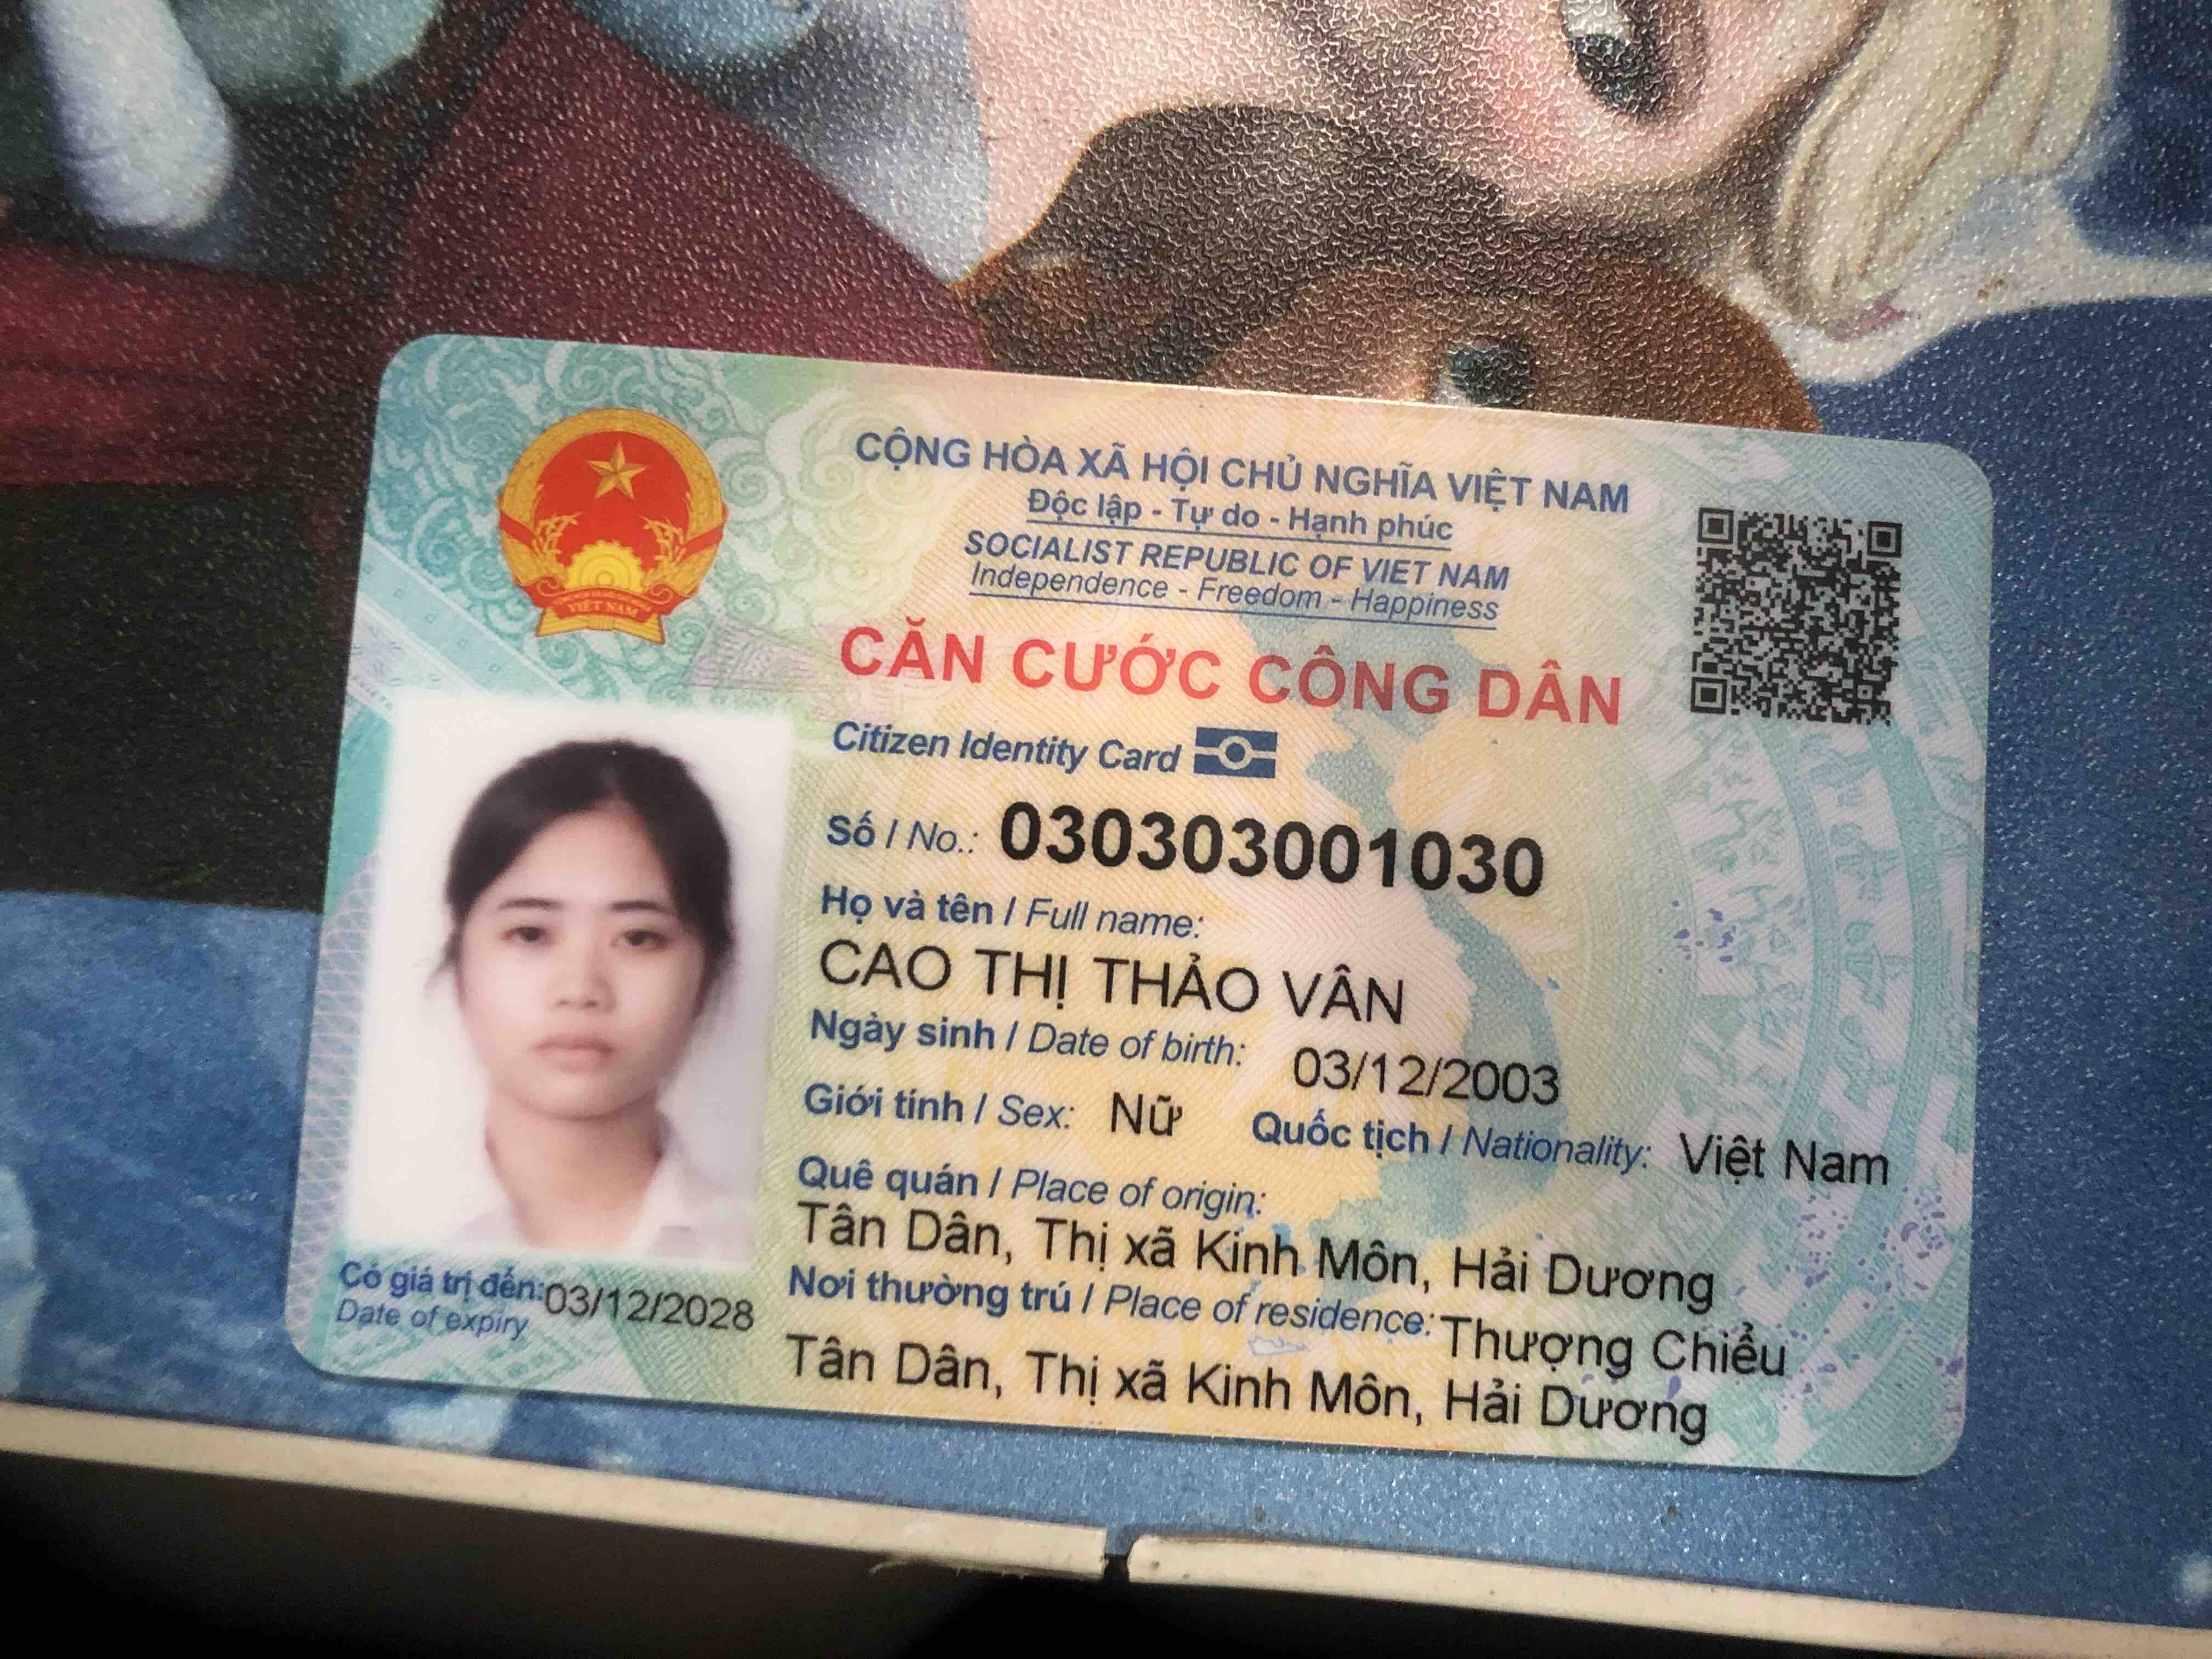 CỘNG HÒA XÃ HỘI CHỦ NGHĨA VIỆT NAM
Độc lập - Tự do - Hạnh phúc
SOCIALIST REPUBLIC OF VIET NAM
Independence - Freedom - Happiness
CĂN CƯỚC CÔNG DÂN
Citizen Identity Card
Số / No.: 030303001030
Họ và tên / Full name:
CAO THỊ THẢO VÂN
Ngày sinh / Date of birth: 03/12/2003
Giới tính / Sex: Nữ Quốc tịch / Nationality: Việt Nam
Quê quán / Place of origin:
Tân Dân, Thị xã Kinh Môn, Hải Dương
Nơi thường trú / Place of residence: Thượng Chiểu
Tân Dân, Thị xã Kinh Môn, Hải Dương
Có giá trị đến: 03/12/2028
Date of expiry
VIỆT NAM